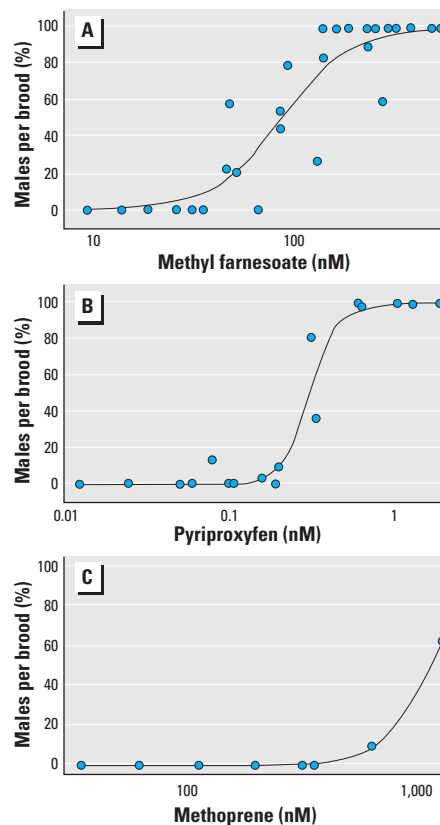 A
Males per brood (%)
100
80
60
40
20
0
10
100
Methyl farnesoate (nM)
B
Males per brood (%)
100
80
60
40
20
0
0.01
0.1
1
Pyriproxyfen (nM)
C
Males per brood (%)
100
80
60
40
20
0
100
1,000
Methoprene (nM)